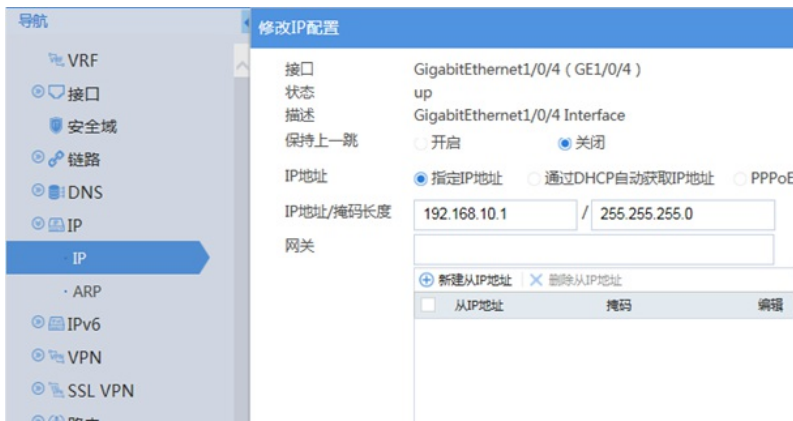 导航
VRF
接口
安全域
链路
DNS
IP
IP
ARP
IPv6
VPN
SSL VPN
修改IP配置
接口 GigabitEthernet1/0/4 ( GE1/0/4 )
状态 up
描述 GigabitEthernet1/0/4 Interface
保持上一跳 开启 关闭
IP地址 指定IP地址 通过DHCP自动获取IP地址 PPPoE
IP地址/掩码长度 192.168.10.1 / 255.255.255.0
网关
新建从IP地址 删除从IP地址
从IP地址 掩码 编辑